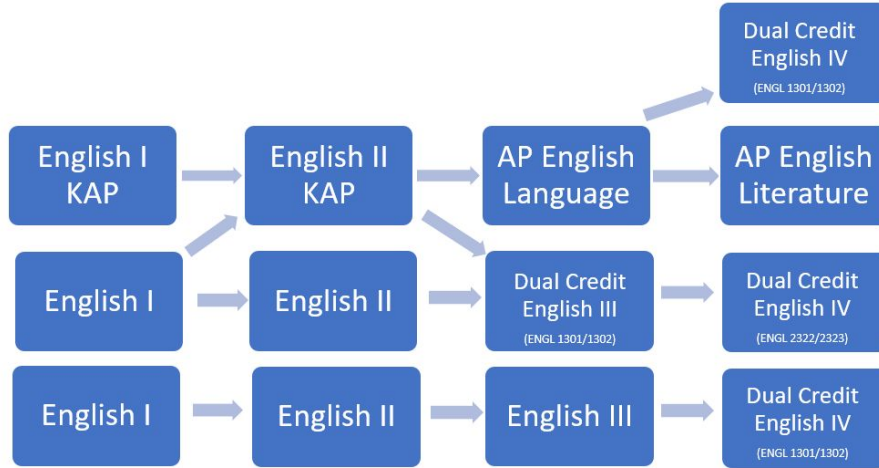 Dual Credit
English IV
(ENGL 1301/1302)
English I
KAP
English II
KAP
AP English
Language
AP English
Literature
English I
English II
Dual Credit
English III
(ENGL 1301/1302)
Dual Credit
English IV
(ENGL 2322/2323)
English I
English II
English III
Dual Credit
English IV
(ENGL 1301/1302)